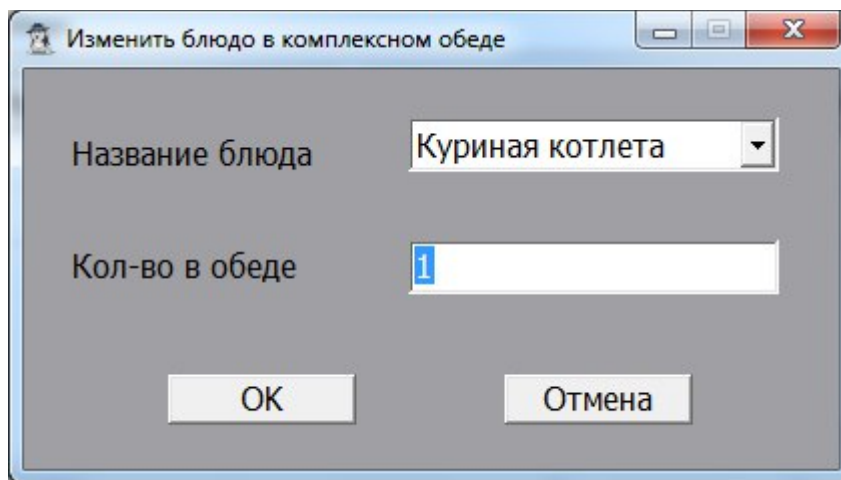 Изменить блюдо в комплексном обеде
Название блюда
Куриная котлета
Кол-во в обеде
1
OK
Отмена